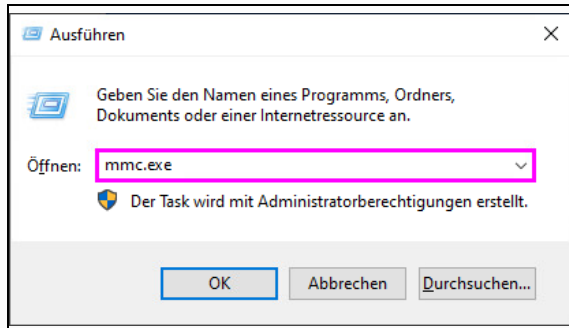 Ausführen
Geben Sie den Namen eines Programms, Ordners,
Dokuments oder einer Internetressource an.
Öffnen: mmc.exe
Der Task wird mit Administratorberechtigungen erstellt.
OK Abbrechen Durchsuchen...